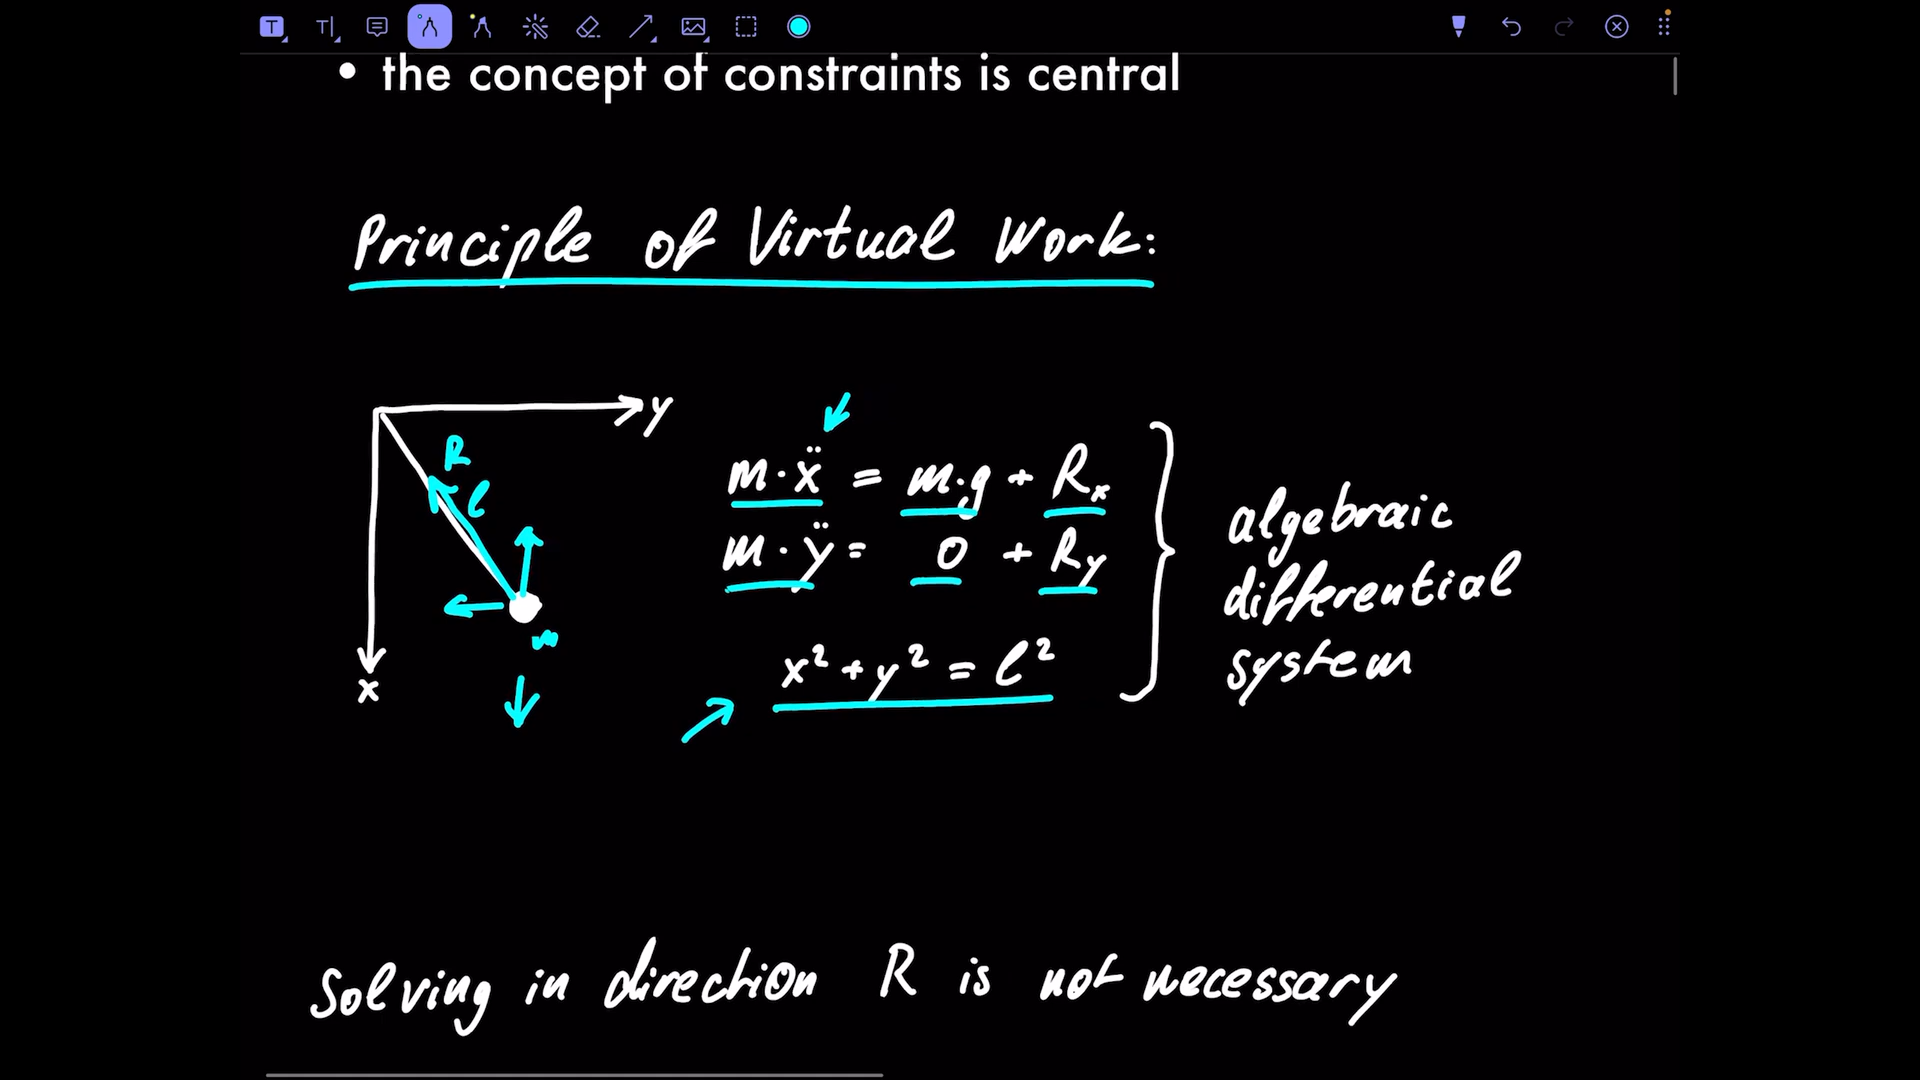 • the concept of constraints is central
Principle of Virtual Work:
y
R
l
m
x
m·ẍ = m·g + Rₓ
m·ÿ = 0 + Ry
x² + y² = l²
algebraic
differential
system
Solving in direction R is not necessary